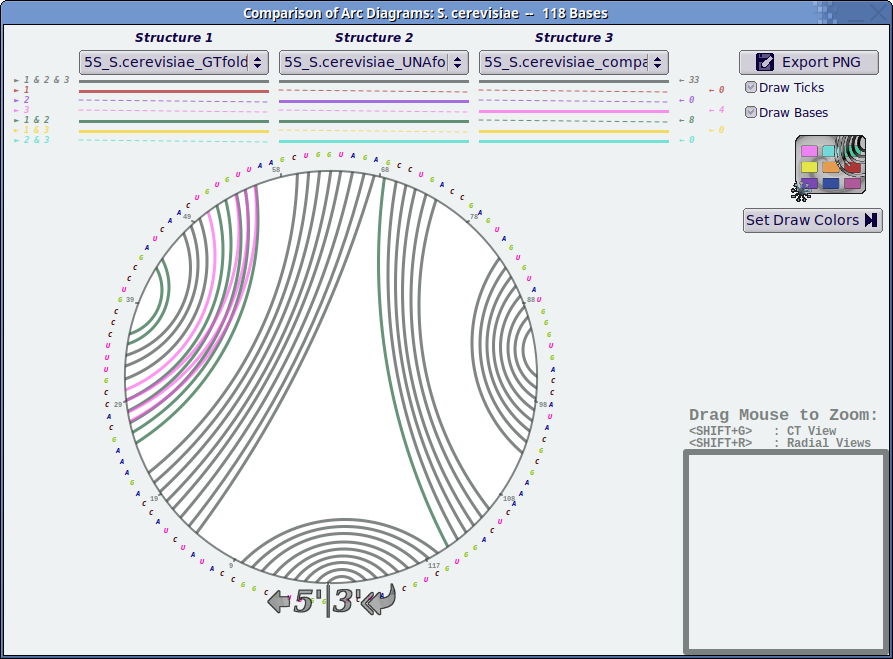 Comparison of Arc Diagrams: S. cerevisiae -- 118 Bases
Structure 1
Structure 2
Structure 3
5S_S.cerevisiae_GTfold
5S_S.cerevisiae_UNAfo
5S_S.cerevisiae_compa
Export PNG
Draw Ticks
Draw Bases
Set Draw Colors
► 1 & 2 & 3
← 33
► 1
← 0
► 2
← 0
► 3
← 4
► 1 & 2
← 8
► 1 & 3
← 0
► 2 & 3
← 0
58
68
49
78
39
88
29
98
19
108
9
117
5'|3'
Drag Mouse to Zoom:
<SHIFT+G> : CT View
<SHIFT+R> : Radial Views